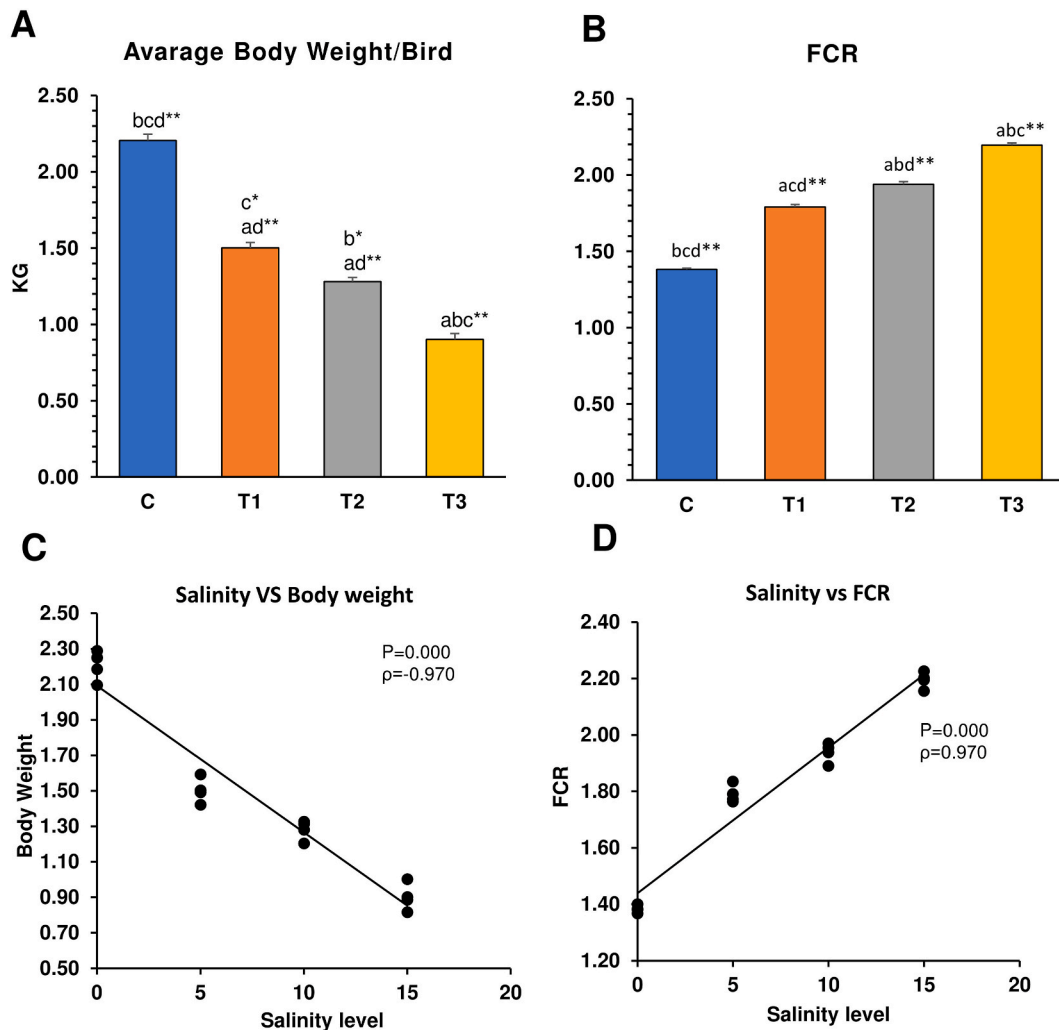 A
Avarage Body Weight/Bird
2.50
2.00
1.50
1.00
0.50
0.00
KG
bcd**
c*
ad**
b*
ad**
abc**
C T1 T2 T3
B
FCR
2.50
2.00
1.50
1.00
0.50
0.00
bcd**
acd**
abd**
abc**
C T1 T2 T3
C
Salinity VS Body weight
2.50
2.30
2.10
1.90
1.70
1.50
1.30
1.10
0.90
0.70
0.50
Body Weight
P=0.000
ρ=-0.970
0 5 10 15 20
Salinity level
D
Salinity vs FCR
2.40
2.20
2.00
1.80
1.60
1.40
1.20
FCR
P=0.000
ρ=0.970
0 5 10 15 20
Salinity level